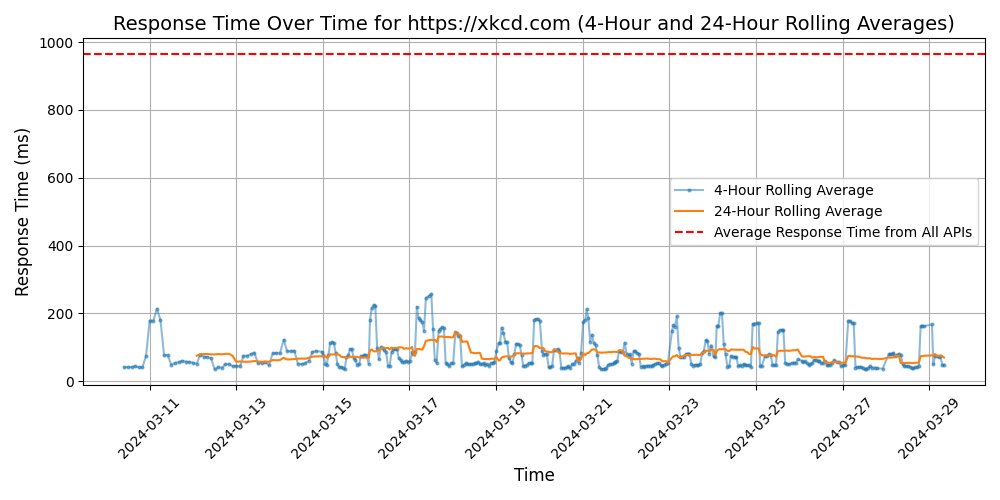 Response Time Over Time for https://xkcd.com (4-Hour and 24-Hour Rolling Averages)
Response Time (ms)
1000
800
600
400
200
0
4-Hour Rolling Average
24-Hour Rolling Average
Average Response Time from All APIs
2024-03-11
2024-03-13
2024-03-15
2024-03-17
2024-03-19
2024-03-21
2024-03-23
2024-03-25
2024-03-27
2024-03-29
Time